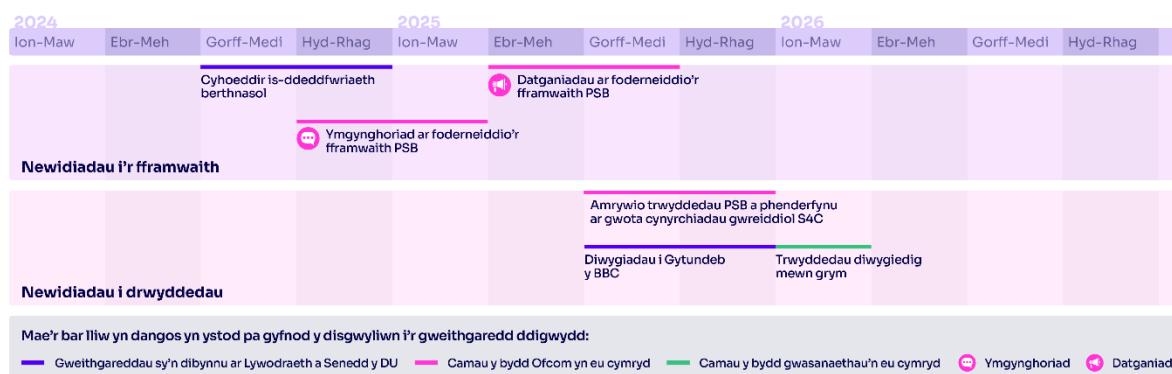 2024 2025 2026
Ion-Maw Ebr-Meh Gorff-Medi Hyd-Rhag Ion-Maw Ebr-Meh Gorff-Medi Hyd-Rhag Ion-Maw Ebr-Meh Gorff-Medi Hyd-Rhag
Cyhoeddir is-ddeddfwriaeth
berthnasol
Datganiadau ar foderneiddio'r
fframwaith PSB
Ymgynghoriad ar foderneiddio'r
fframwaith PSB
Newidiadau i'r fframwaith
Amrywio trwyddedau PSB a phenderfynu
ar gwota cynyrchiadau gwreiddiol S4C
Diwygiadau i Gytundeb
y BBC
Trwyddedau diwygiedig
mewn grym
Newidiadau i drwyddedau
Mae'r bar lliw yn dangos yn ystod pa gyfnod y disgwyliwn i'r gweithgaredd ddigwydd:
Gweithgareddau sy'n dibynnu ar Lywodraeth a Senedd y DU Camau y bydd Ofcom yn eu cymryd Camau y bydd gwasanaethau'n eu cymryd Ymgynghoriad Datganiad